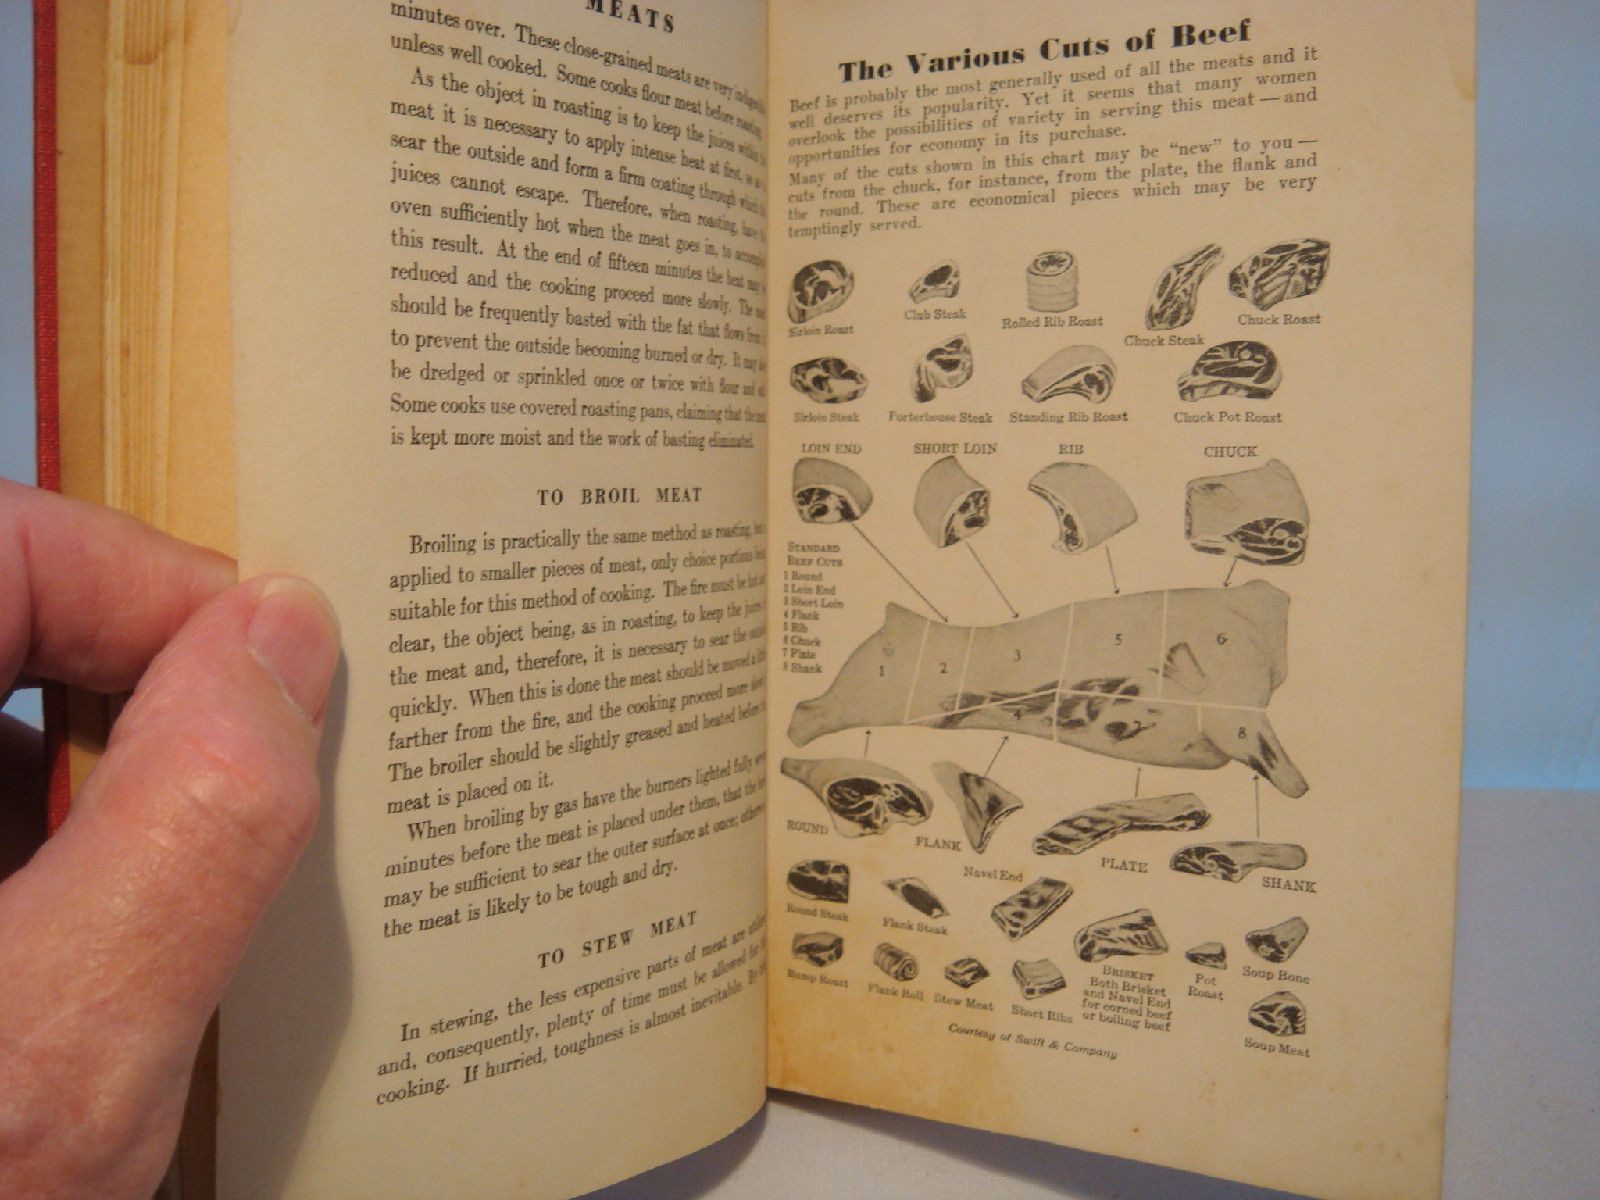 MEATS
minutes over. These close-grained meats are very
unless well cooked. Some cooks flour meat before
As the object in roasting is to keep the juices within
meat it is necessary to apply intense heat at first, so
sear the outside and form a firm coating through which
juices cannot escape. Therefore, when roasting, have
oven sufficiently hot when the meat goes in, to
this result. At the end of fifteen minutes the heat may
reduced and the cooking proceed more slowly. The
should be frequently basted with the fat that flows from
to prevent the outside becoming burned or dry. It may
be dredged or sprinkled once or twice with flour and
Some cooks use covered roasting pans, claiming that the
is kept more moist and the work of basting eliminated.
TO BROIL MEAT
Broiling is practically the same method as roasting,
applied to smaller pieces of meat, only choice portions
suitable for this method of cooking. The fire must be hot
clear, the object being, as in roasting, to keep the juices
the meat and, therefore, it is necessary to sear the
quickly. When this is done the meat should be moved a
farther from the fire, and the cooking proceed more
The broiler should be slightly greased and heated before
meat is placed on it.
When broiling by gas have the burners lighted fully
minutes before the meat is placed under them, that the
may be sufficient to sear the outer surface at once;
the meat is likely to be tough and dry.
TO STEW MEAT
In stewing, the less expensive parts of meat are
and, consequently, plenty of time must be allowed for
cooking. If hurried, toughness is almost inevitable.
The Various Cuts of Beef
Beef is probably the most generally used of all the meats and it
well deserves its popularity. Yet it seems that many women
overlook the possibilities of variety in serving this meat — and
opportunities for economy in its purchase.
Many of the cuts shown in this chart may be "new" to you —
cuts from the chuck, for instance, from the plate, the flank and
the round. These are economical pieces which may be very
temptingly served.
Sirloin Roast
Club Steak
Rolled Rib Roast
Chuck Steak
Chuck Roast
Sirloin Steak
Porterhouse Steak
Standing Rib Roast
Chuck Pot Roast
LOIN END
SHORT LOIN
RIB
CHUCK
STANDARD
BEEF CUTS
1 Round
2 Loin End
3 Short Loin
4 Flank
5 Rib
6 Chuck
7 Plate
8 Shank
1
2
3
5
6
4
7
8
ROUND
FLANK
PLATE
SHANK
Round Steak
Flank Steak
Navel End
Rump Roast
Flank Roll
Stew Meat
Short Ribs
BRISKET
Both Brisket
and Navel End
for corned beef
or boiling beef
Pot
Roast
Soup Bone
Soup Meat
Courtesy of Swift & Company